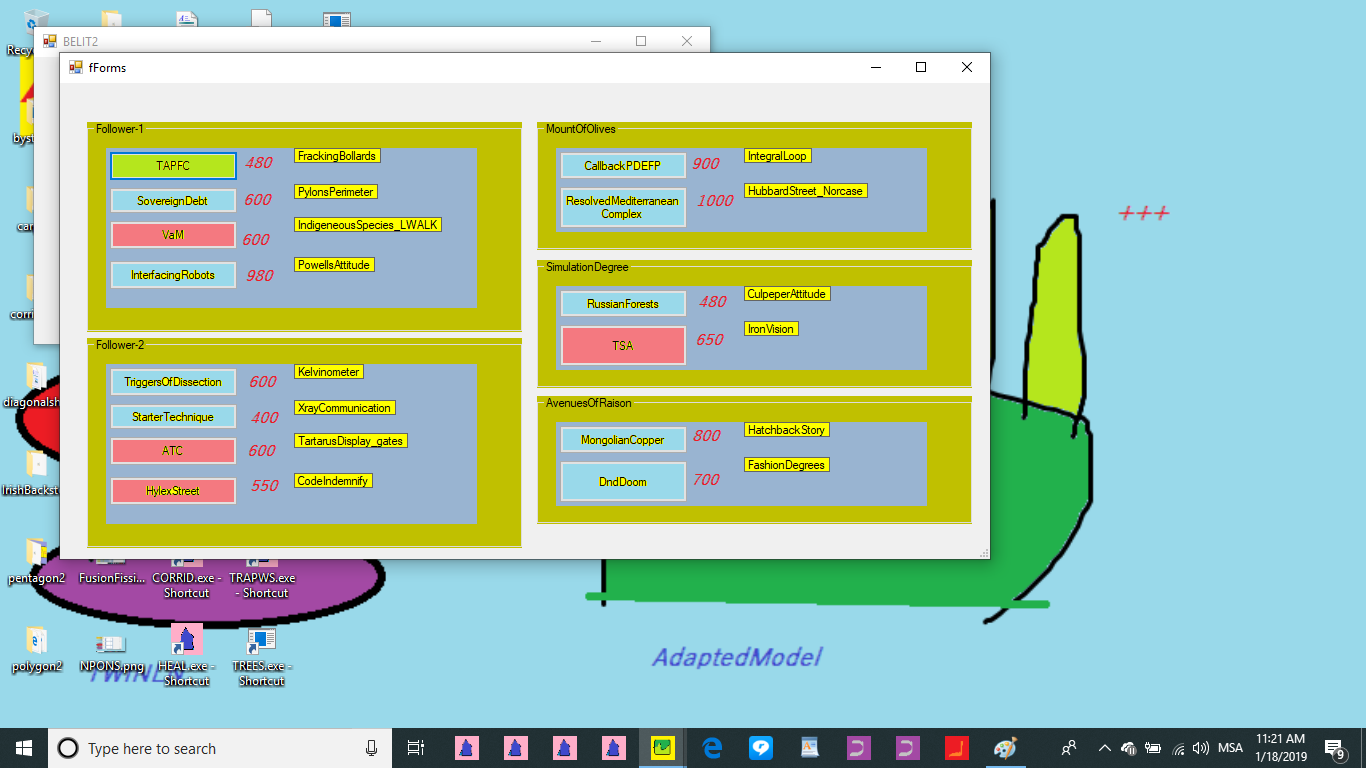 Recy
BELIT2
fForms
Follower-1
TAPFC
480
FrackingBollards
SovereignDebt
600
PylonsPerimeter
VaM
600
IndigeneousSpecies_LWALK
InterfacingRobots
980
PowellsAttitude
Follower-2
TriggersOfDissection
600
Kelvinometer
StarterTechnique
400
XrayCommunication
ATC
600
TartarusDisplay_gates
HylexStreet
550
CodeIndemnify
MountOfOlives
CallbackPDEFP
900
IntegralLoop
ResolvedMediterranean
Complex
1000
HubbardStreet_Norcase
SimulationDegree
RussianForests
480
CulpeperAttitude
TSA
650
IronVision
AvenuesOfRaison
MongolianCopper
800
HatchbackStory
DndDoom
700
FashionDegrees
+++
byst
car
corri
diagonalsh
IrishBackst
pentagon2
FusionFissi...
CORRID.exe -
Shortcut
TRAPWS.exe
- Shortcut
polygon2
NPONS.png
HEAL.exe -
Shortcut
TREES.exe -
Shortcut
AdaptedModel
Type here to search
MSA
11:21 AM
1/18/2019
9